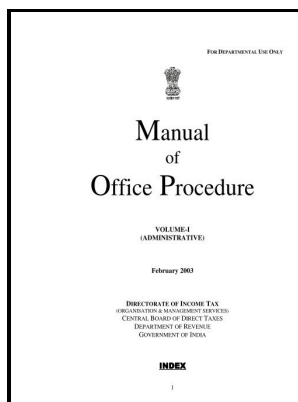 FOR DEPARTMENTAL USE ONLY
Manual
of
Office Procedure
VOLUME-I
(ADMINISTRATIVE)
February 2003
DIRECTORATE OF INCOME TAX
(ORGANISATION & MANAGEMENT SERVICES)
CENTRAL BOARD OF DIRECT TAXES
DEPARTMENT OF REVENUE
GOVERNMENT OF INDIA
INDEX
1